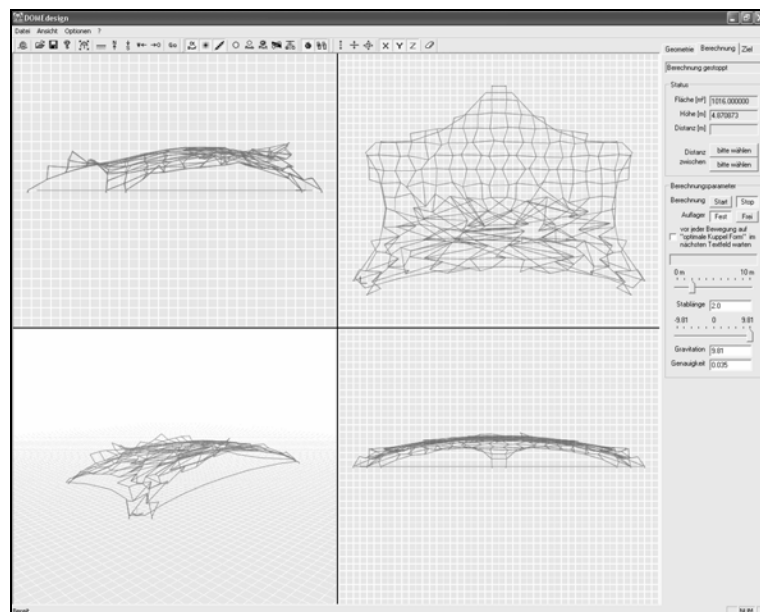 DOMEdesign
Datei Ansicht Optionen ?
X Y Z
Geometrie Berechnung Ziel
Berechnung gestoppt
Status
Fläche [m²] 1016.000000
Höhe [m] 4.870873
Distanz [m]
Distanz zwischen bitte wählen
bitte wählen
Berechnungsparameter
Berechnung Start Stop
Auflager Fest Frei
vor jeder Bewegung auf
"optimale Kuppel Form" im
nächsten Textfeld warten
0 m 10 m
Stablänge 2.0
-9.81 0 9.81
Gravitation 9.81
Genauigkeit 0.035
Bereit
NUM